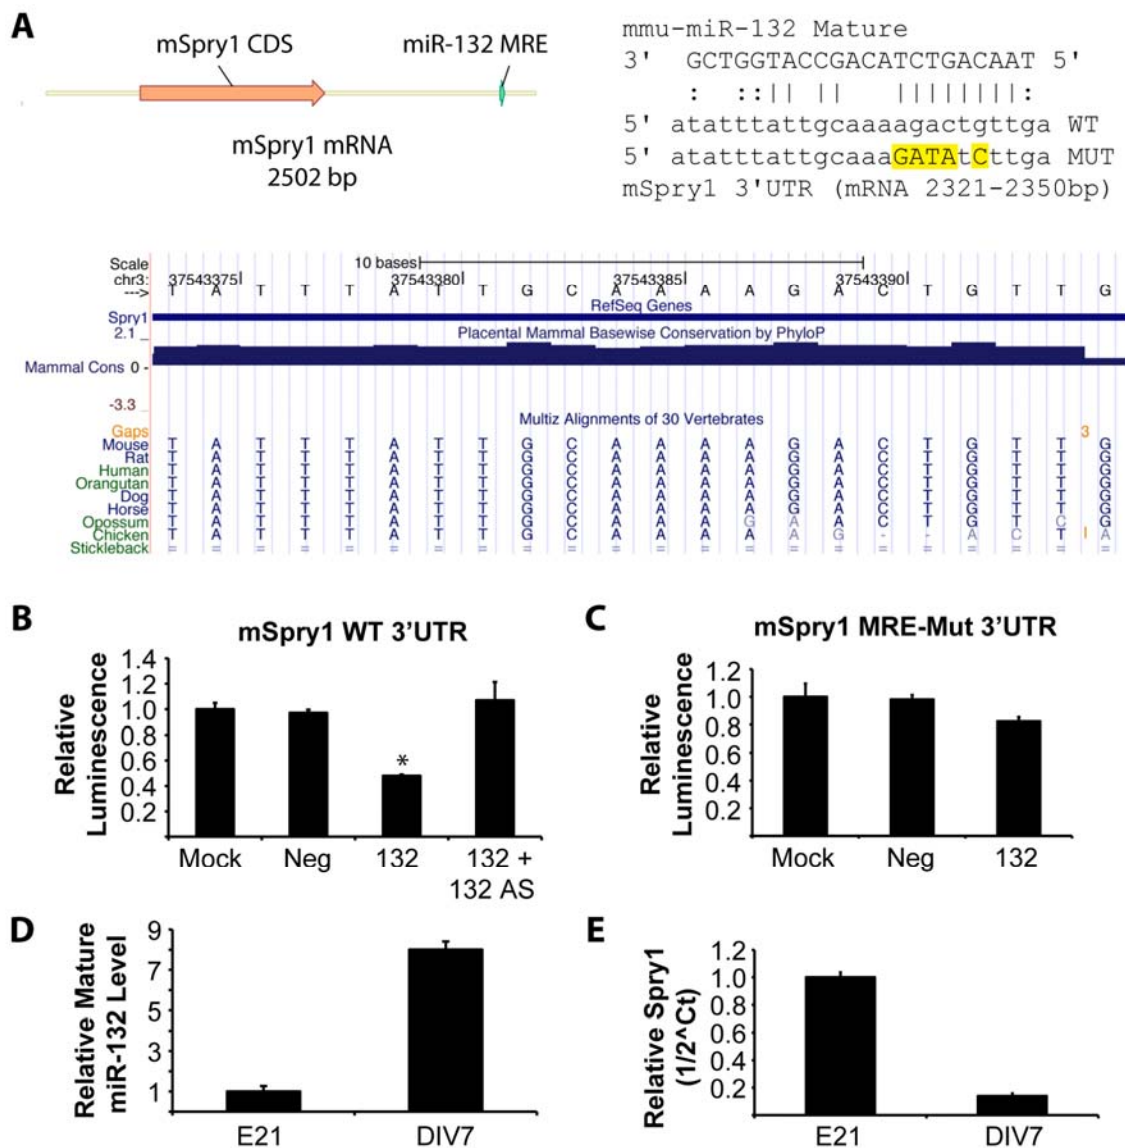 A
mSpry1 CDS
miR-132 MRE
mSpry1 mRNA
2502 bp
mmu-miR-132 Mature
3' GCTGGTACCGACATCTGACAAT 5'
: ::|| || ||||||||:
5' atatttattgcaaaagactgttga WT
5' atatttattgcaaaGATAtCttga MUT
mSpry1 3'UTR (mRNA 2321-2350bp)
Scale 10 bases
chr3: 37543375 37543380 37543385 37543390
---> T A T T T A T T G C A A A A G A C T G T T G
RefSeq Genes
Spry1
2.1 Placental Mammal Basewise Conservation by PhyloP
Mammal Cons 0 -
-3.3
Multiz Alignments of 30 Vertebrates
Gaps 3
Mouse T A T T T A T T G C A A A A G A C T G T T G
Rat T A T T T A T T G C A A A A G A C T G T T G
Human T A T T T A T T G C A A A A G A C T G T T G
Orangutan T A T T T A T T G C A A A A G A C T G T T G
Dog T A T T T A T T G C A A A A G A C T G T T G
Horse T A T T T A T T G C A A A A G A C T G T T G
Opossum T A T T T A T T G C A A A G A A C T G T C G
Chicken T A T T T A T T G C A A A A A G - - A C T I A
Stickleback = = = = = = = = = = = = = = = = = = = = = =
B
mSpry1 WT 3'UTR
Relative
Luminescence
1.4
1.2
1.0
0.8
0.6
0.4
0.2
*
Mock Neg 132 132 +
132 AS
C
mSpry1 MRE-Mut 3'UTR
Relative
Luminescence
1.2
1.0
0.8
0.6
0.4
0.2
Mock Neg 132
D
Relative Mature
miR-132 Level
9
7
5
3
1
E21 DIV7
E
Relative Spry1
(1/2^Ct)
1.2
1.0
0.8
0.6
0.4
0.2
E21 DIV7